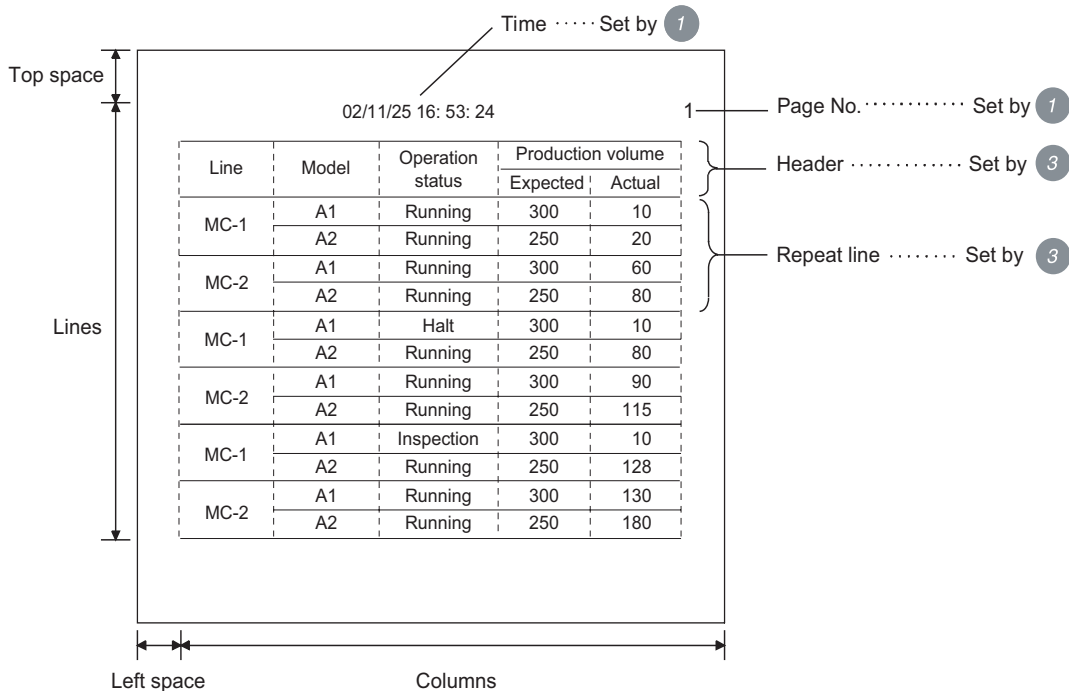 Time ····· Set by 1
Top space
02/11/25 16: 53: 24
1
Page No. ············ Set by 1
Header ············· Set by 3
Line Model Operation status Production volume
Expected Actual
MC-1 A1 Running 300 10
A2 Running 250 20
Repeat line ········ Set by 3
MC-2 A1 Running 300 60
A2 Running 250 80
Lines
MC-1 A1 Halt 300 10
A2 Running 250 80
MC-2 A1 Running 300 90
A2 Running 250 115
MC-1 A1 Inspection 300 10
A2 Running 250 128
MC-2 A1 Running 300 130
A2 Running 250 180
Left space Columns